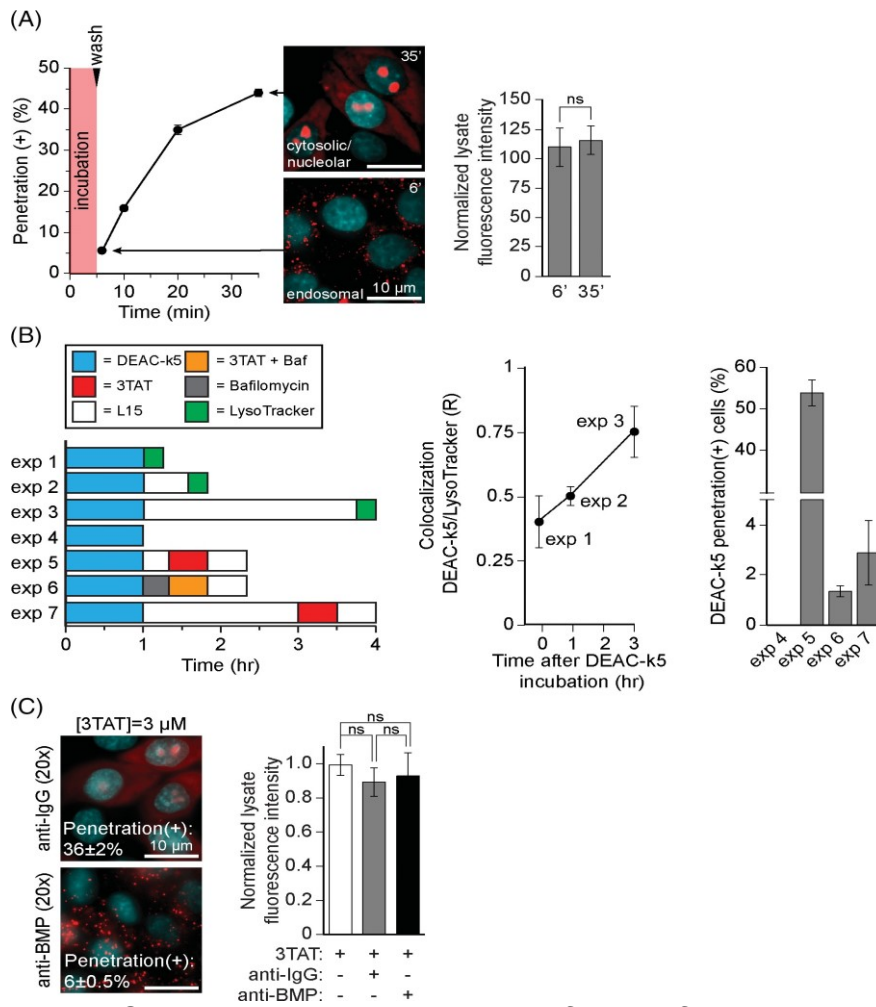 (A)
wash
Penetration (+) (%)
50
40
30
20
10
0
incubation
0 10 20 30
Time (min)
35’
cytosolic/
nucleolar
6’
endosomal
10 µm
Normalized lysate
fluorescence intensity
150
125
100
75
50
25
0
ns
6’ 35’
(B)
= DEAC-k5 = 3TAT + Baf
= 3TAT = Bafilomycin
= L15 = LysoTracker
exp 1
exp 2
exp 3
exp 4
exp 5
exp 6
exp 7
0 1 2 3 4
Time (hr)
Colocalization
DEAC-k5/LysoTracker (R)
1
0.75
0.5
0.25
0
exp 3
exp 2
exp 1
0 1 3
Time after DEAC-k5
incubation (hr)
DEAC-k5 penetration(+) cells (%)
60
50
40
30
4
2
0
exp 4 exp 5 exp 6 exp 7
(C)
[3TAT]=3 µM
anti-IgG (20x)
Penetration(+):
36±2% 10 µm
anti-BMP (20x)
Penetration(+):
6±0.5%
Normalized lysate
fluorescence intensity
1.0
0.8
0.6
0.4
0.2
0
ns
ns ns
3TAT: + + +
anti-IgG: - + -
anti-BMP: - - +